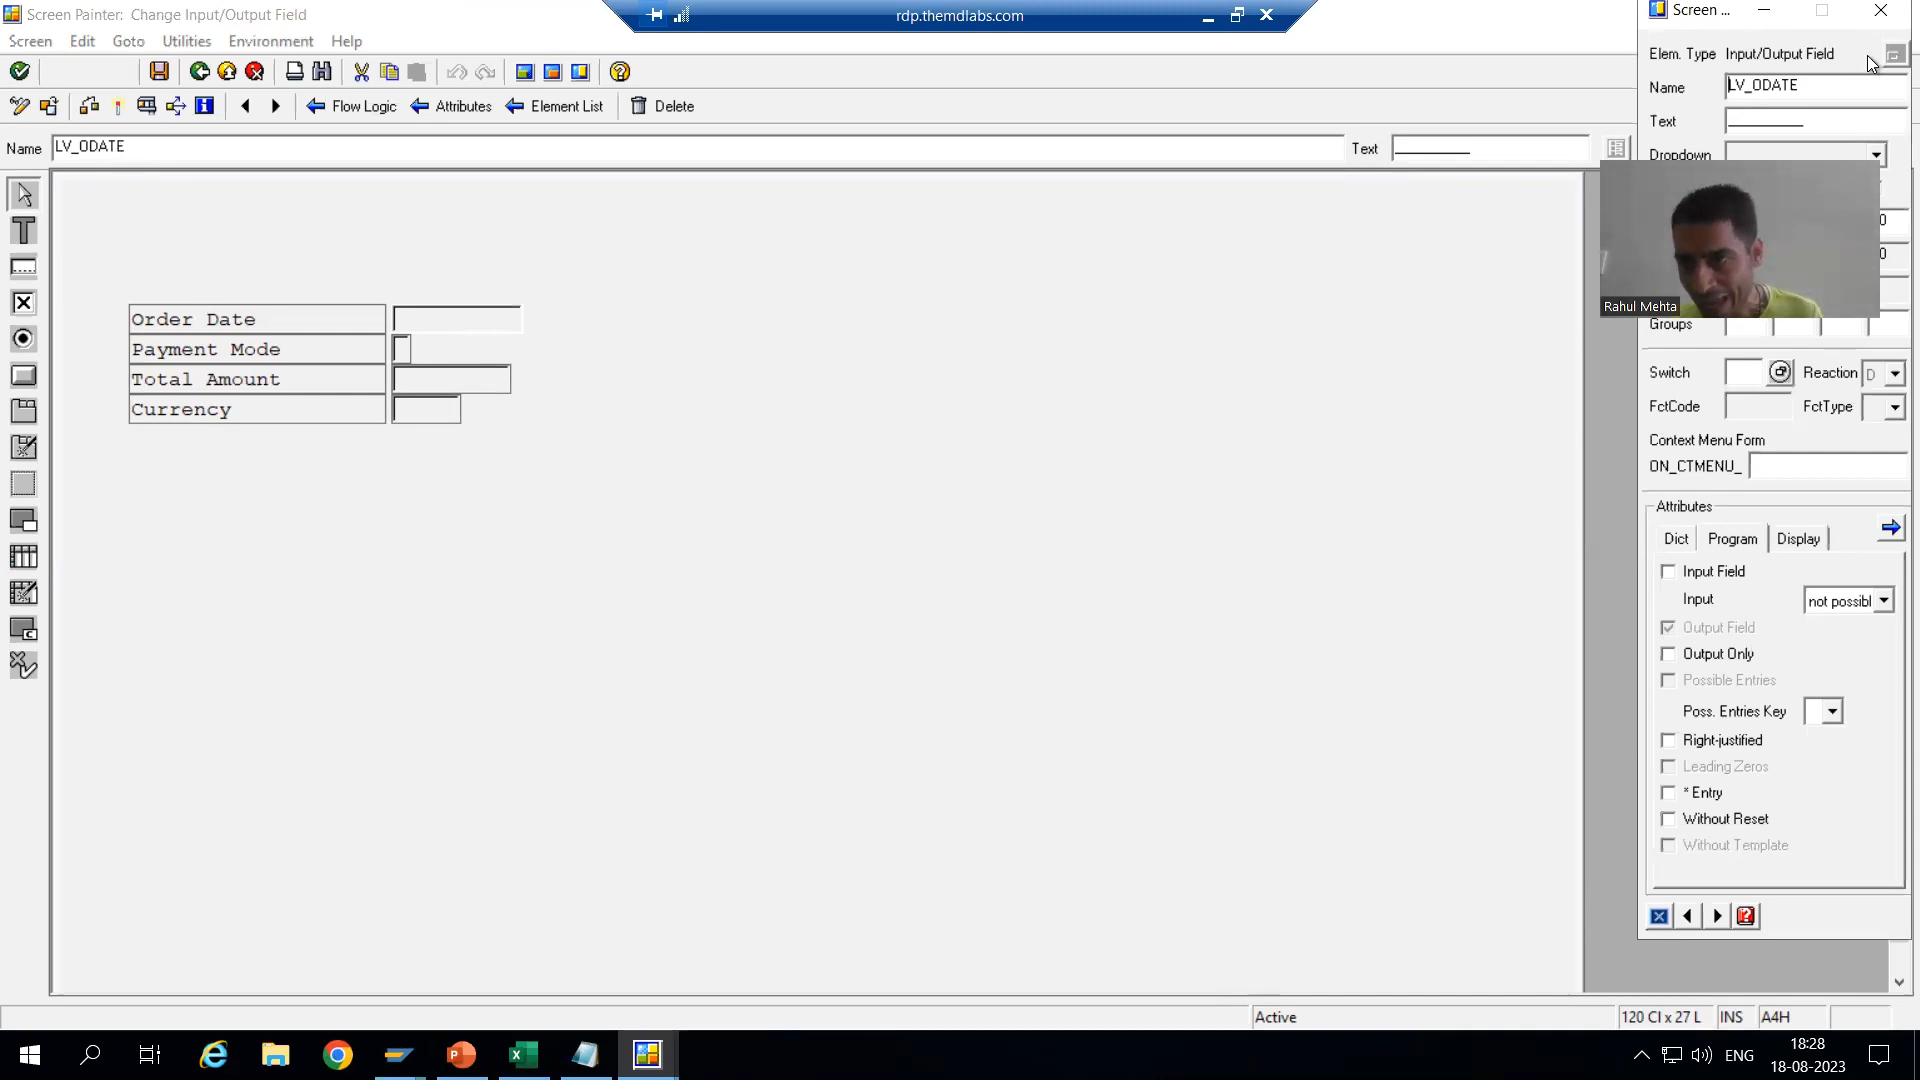 Screen Painter: Change Input/Output Field
rdp.themdlabs.com
Screen ...
Screen Edit Goto Utilities Environment Help
Elem. Type Input/Output Field
Name LV_ODATE
Flow Logic Attributes Element List Delete
Text __________
Name LV_ODATE Text __________
Dropdown
0
0
Rahul Mehta
Groups
Order Date
Payment Mode
Total Amount
Currency
Switch Reaction D
FctCode FctType
Context Menu Form
ON_CTMENU_
Attributes
Dict Program Display
Input Field
Input not possibl
Output Field
Output Only
Possible Entries
Poss. Entries Key
Right-justified
Leading Zeros
* Entry
Without Reset
Without Template
Active 120 Cl x 27 L INS A4H
ENG
18:28
18-08-2023